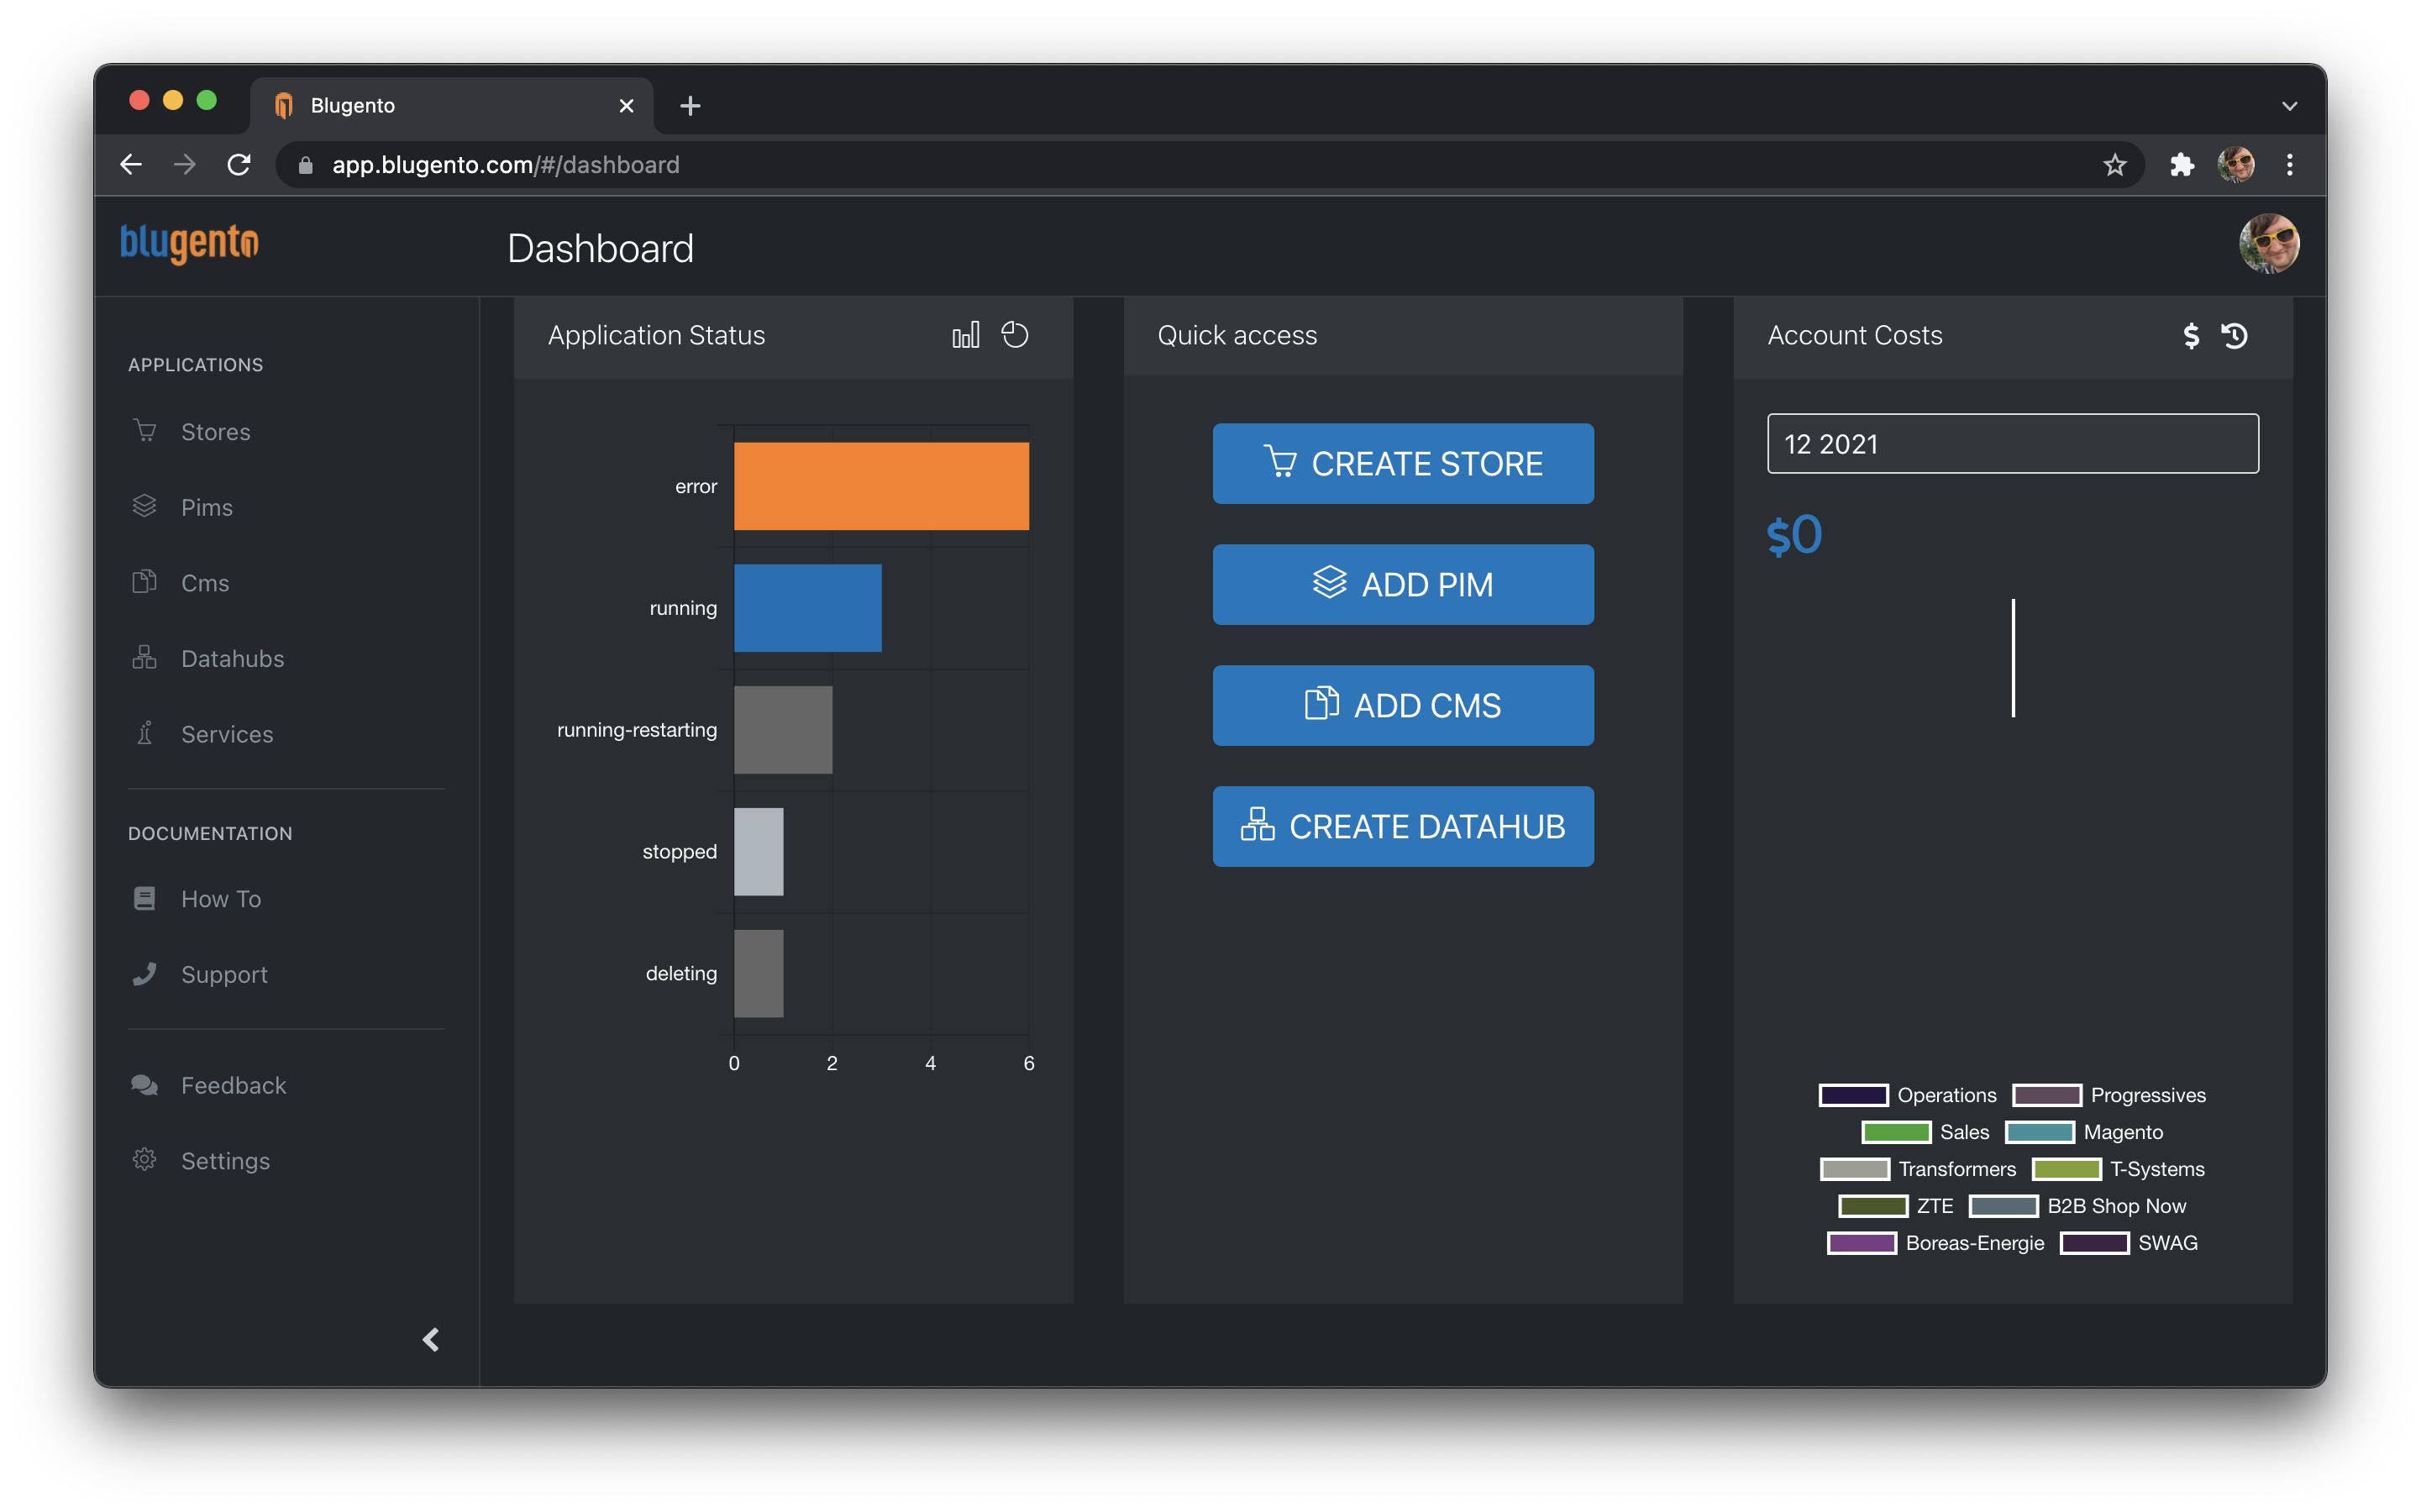 Blugento
app.blugento.com/#/dashboard
blugento
Dashboard
APPLICATIONS
Stores
Pims
Cms
Datahubs
Services
DOCUMENTATION
How To
Support
Feedback
Settings
Application Status
error
running
running-restarting
stopped
deleting
0 2 4 6
Quick access
CREATE STORE
ADD PIM
ADD CMS
CREATE DATAHUB
Account Costs
12 2021
$0
Operations Progressives
Sales Magento
Transformers T-Systems
ZTE B2B Shop Now
Boreas-Energie SWAG